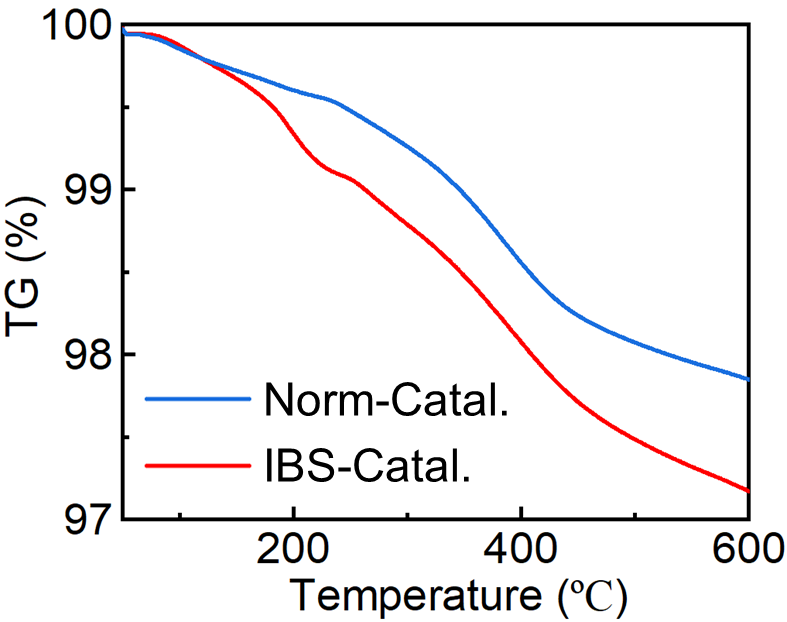 100
99
98
97
TG (%)
Norm-Catal.
IBS-Catal.
200 400 600
Temperature (ºC)